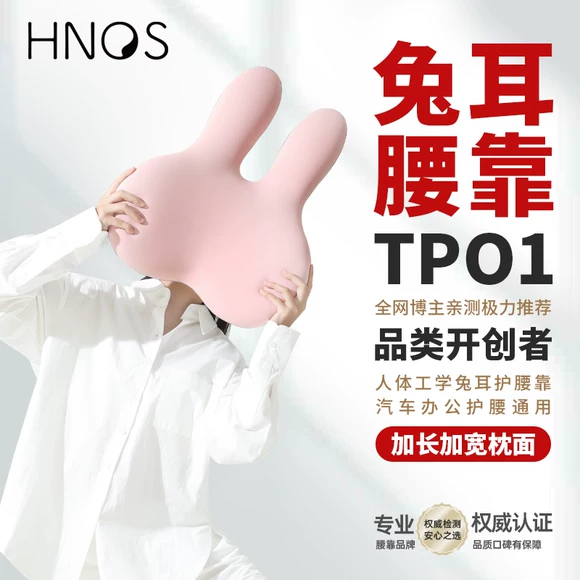 HNOS
兔耳
腰靠
TP01
全网博主亲测极力推荐
品类开创者
人体工学兔耳护腰靠
汽车办公护腰通用
加长加宽枕面
专业
腰靠品牌
权威检测
安心之选
权威认证
品质口碑有保障